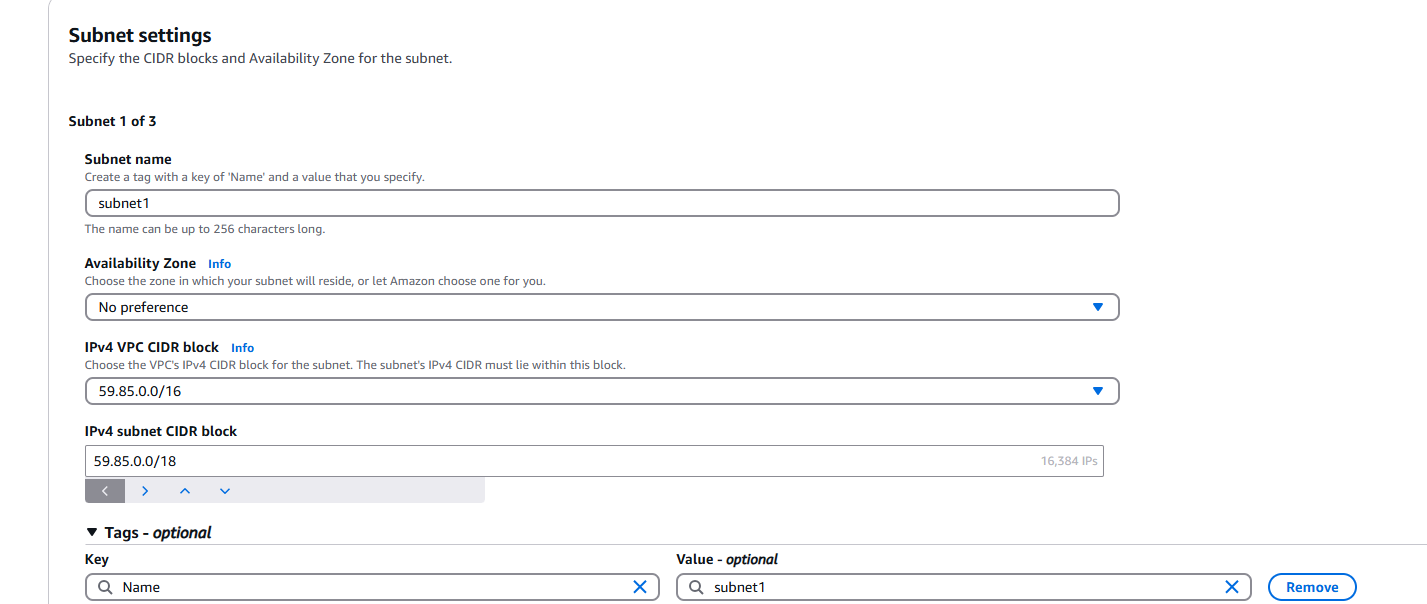 Subnet settings
Specify the CIDR blocks and Availability Zone for the subnet.
Subnet 1 of 3
Subnet name
Create a tag with a key of 'Name' and a value that you specify.
subnet1
The name can be up to 256 characters long.
Availability Zone Info
Choose the zone in which your subnet will reside, or let Amazon choose one for you.
No preference
IPv4 VPC CIDR block Info
Choose the VPC's IPv4 CIDR block for the subnet. The subnet's IPv4 CIDR must lie within this block.
59.85.0.0/16
IPv4 subnet CIDR block
59.85.0.0/18 16,384 IPs
Tags - optional
Key Value - optional
Name subnet1 Remove